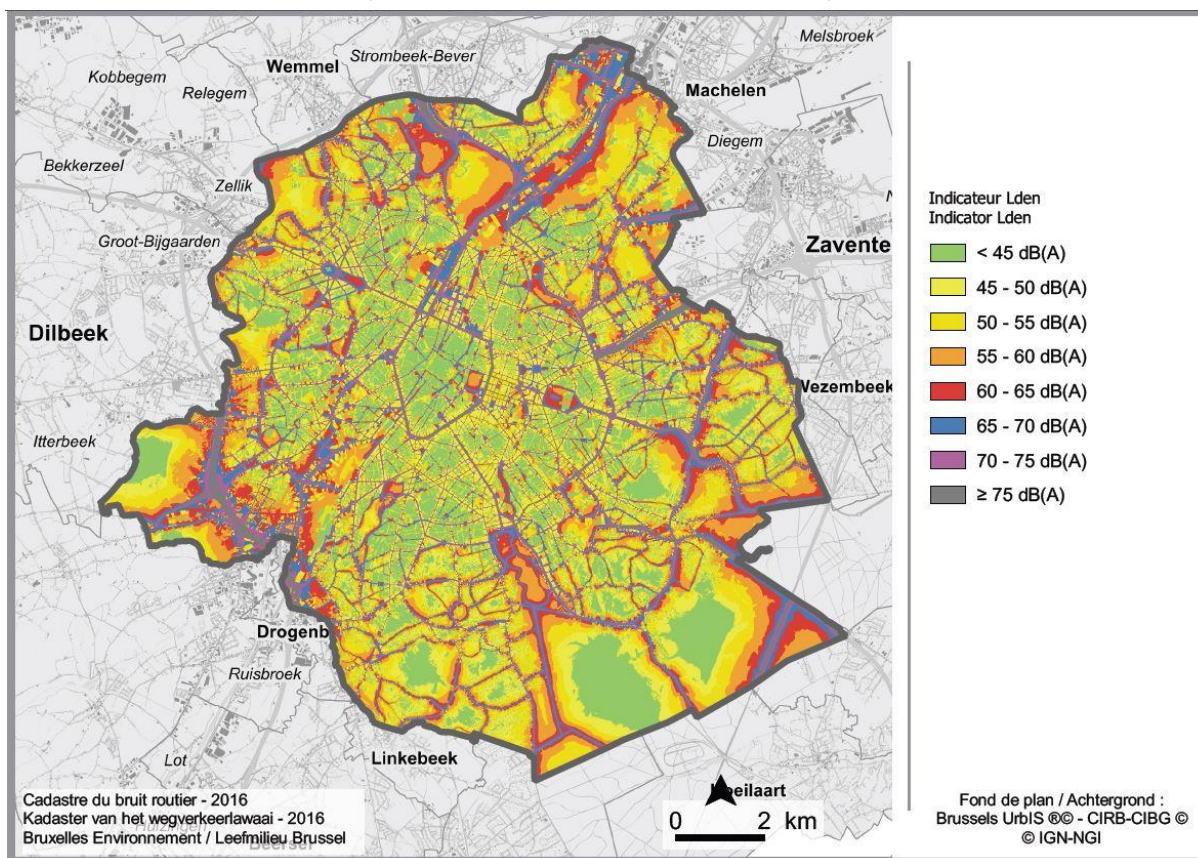 Melsbroek
Strombeek-Bever
Wemmel
Kobbegem
Relegem
Machelen
Diegem
Bekkerzeel
Zellik
Groot-Bijgaarden
Zavente
Dilbeek
Wezembeek
Itterbeek
Drogenb
Ruisbroek
Linkebeek
Lot
Cadastre du bruit routier - 2016
Kadaster van het wegverkeerlawaai - 2016
Bruxelles Environnement / Leefmilieu Brussel
Huizingen
Beersel
0 2 km
Indicateur Lden
Indicator Lden
< 45 dB(A)
45 - 50 dB(A)
50 - 55 dB(A)
55 - 60 dB(A)
60 - 65 dB(A)
65 - 70 dB(A)
70 - 75 dB(A)
≥ 75 dB(A)
Fond de plan / Achtergrond :
Brussels UrbIS ®© - CIRB-CIBG ©
© IGN-NGI